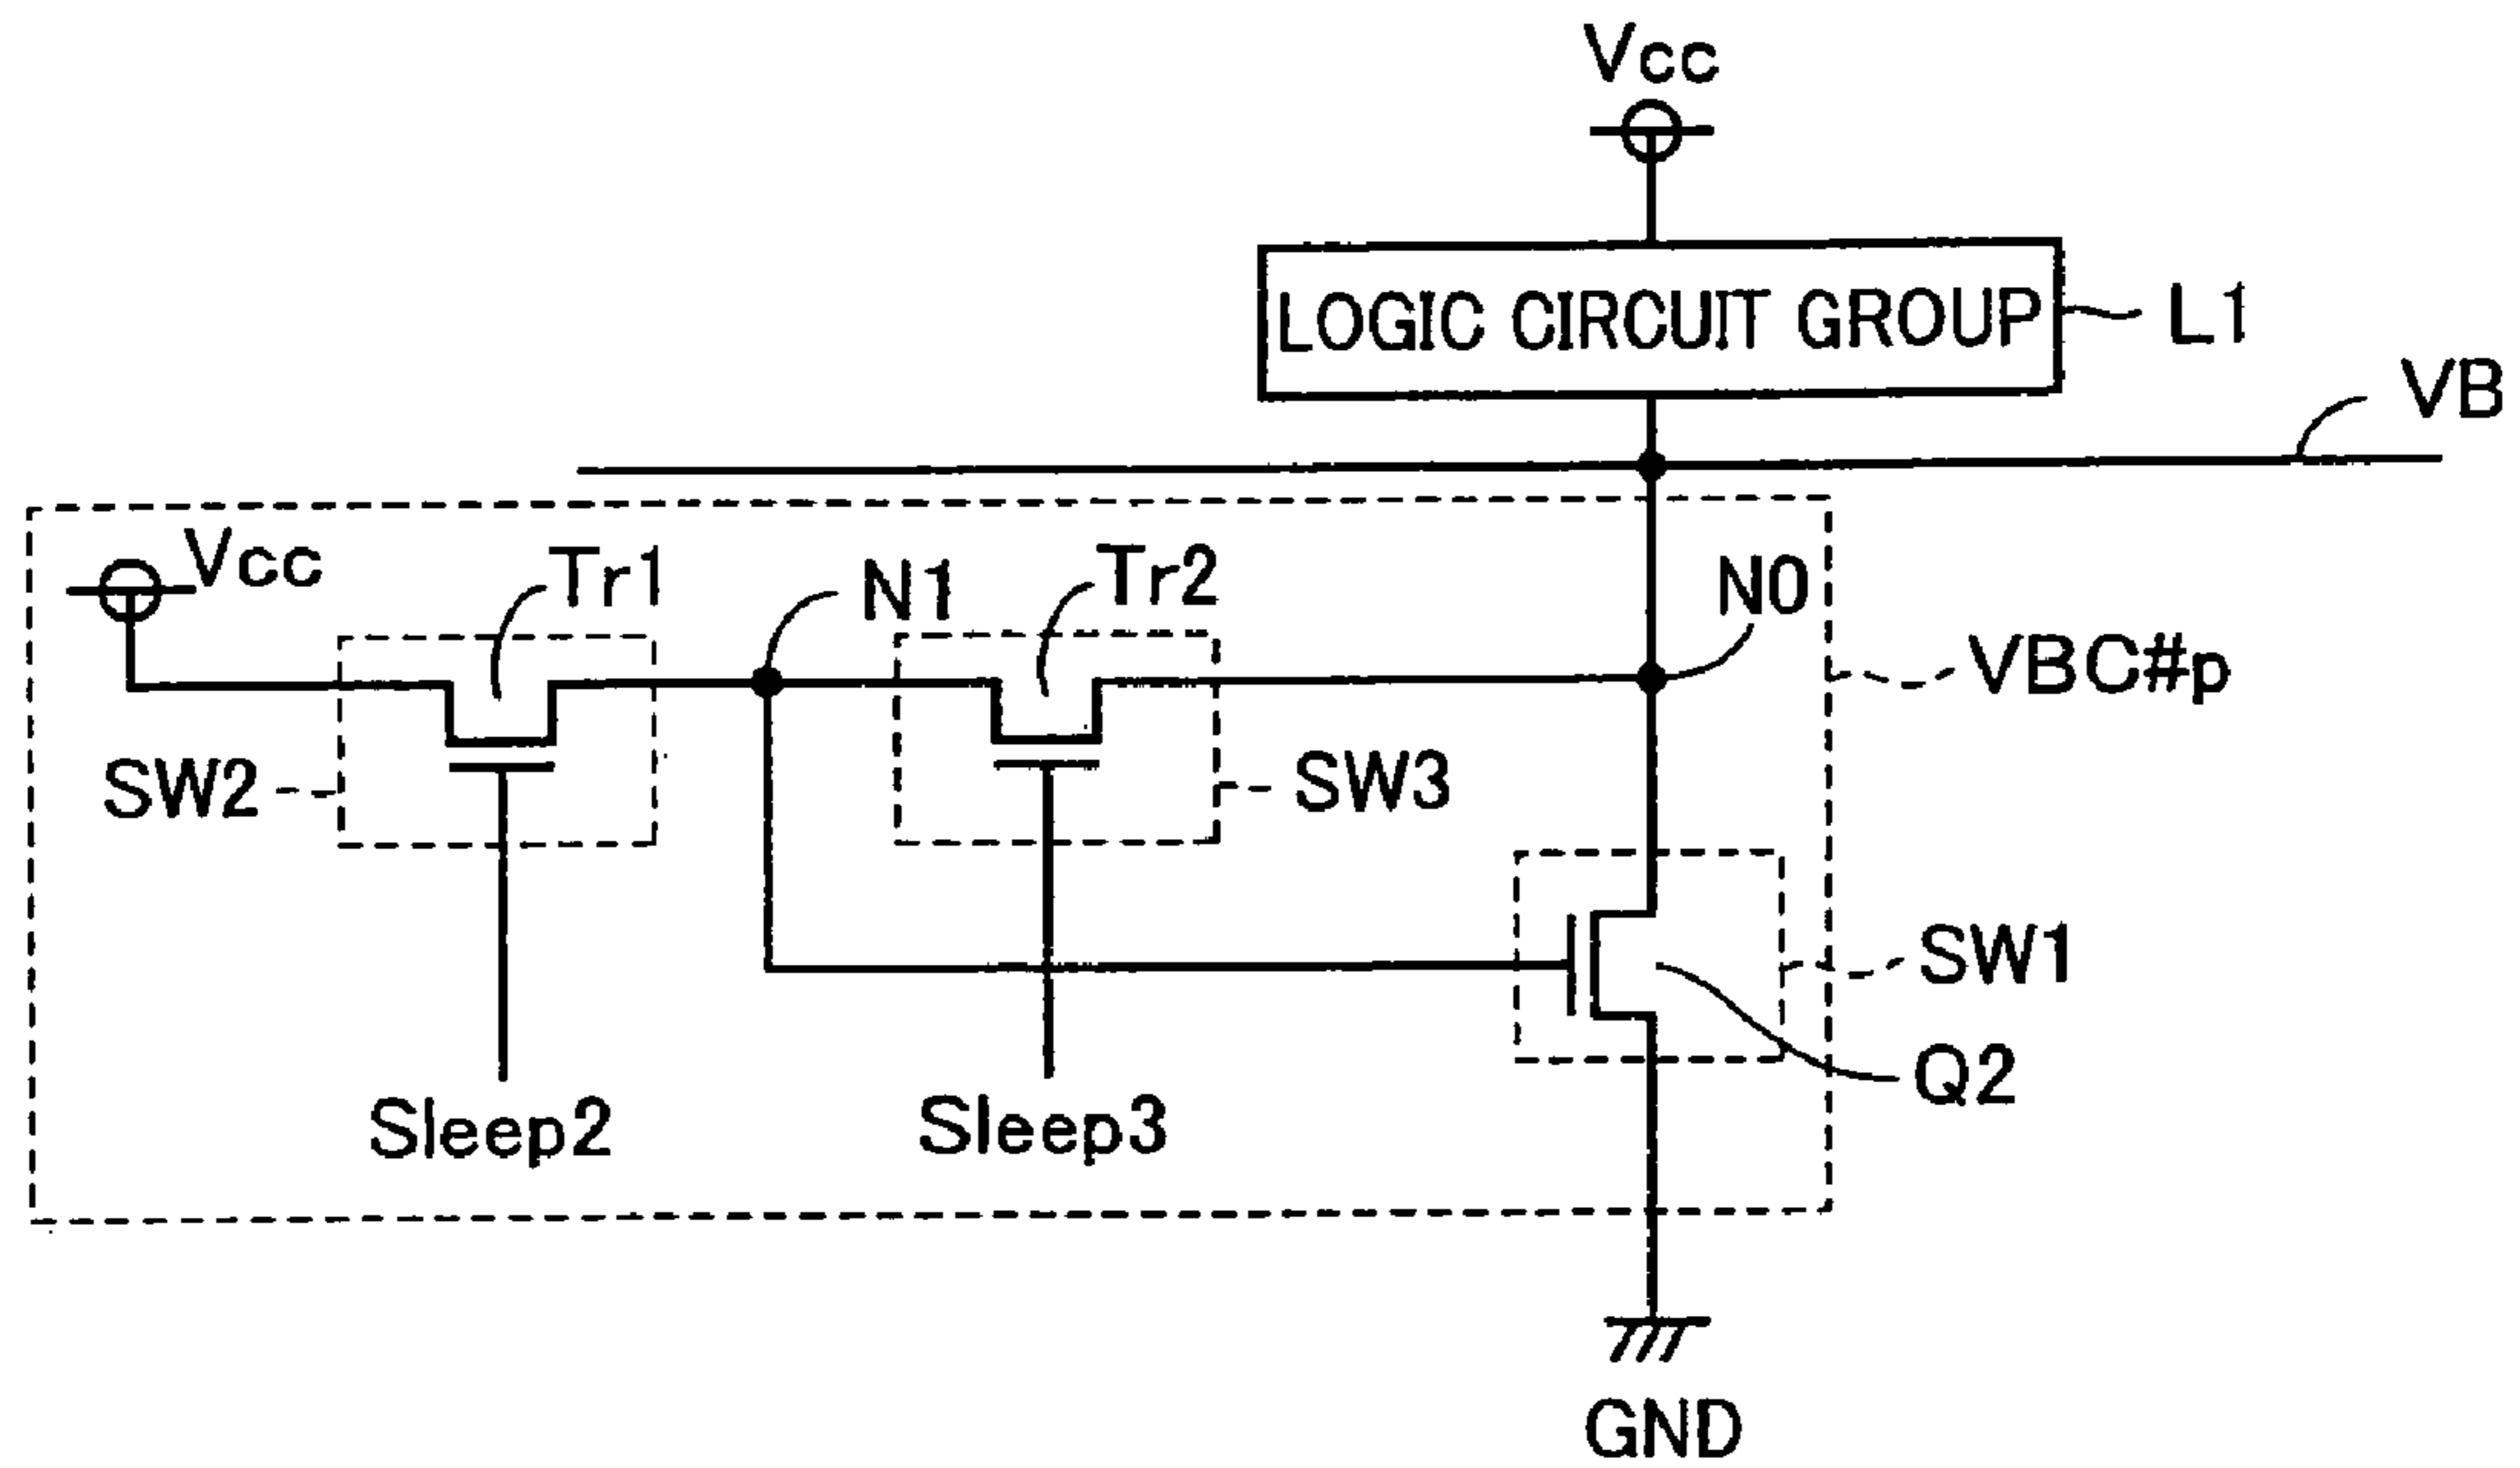 Vcc
LOGIC CIRCUIT GROUP
L1
VB
Vcc
Tr1
N1
Tr2
N0
VBC#p
SW2
SW3
SW1
Q2
Sleep2
Sleep3
GND